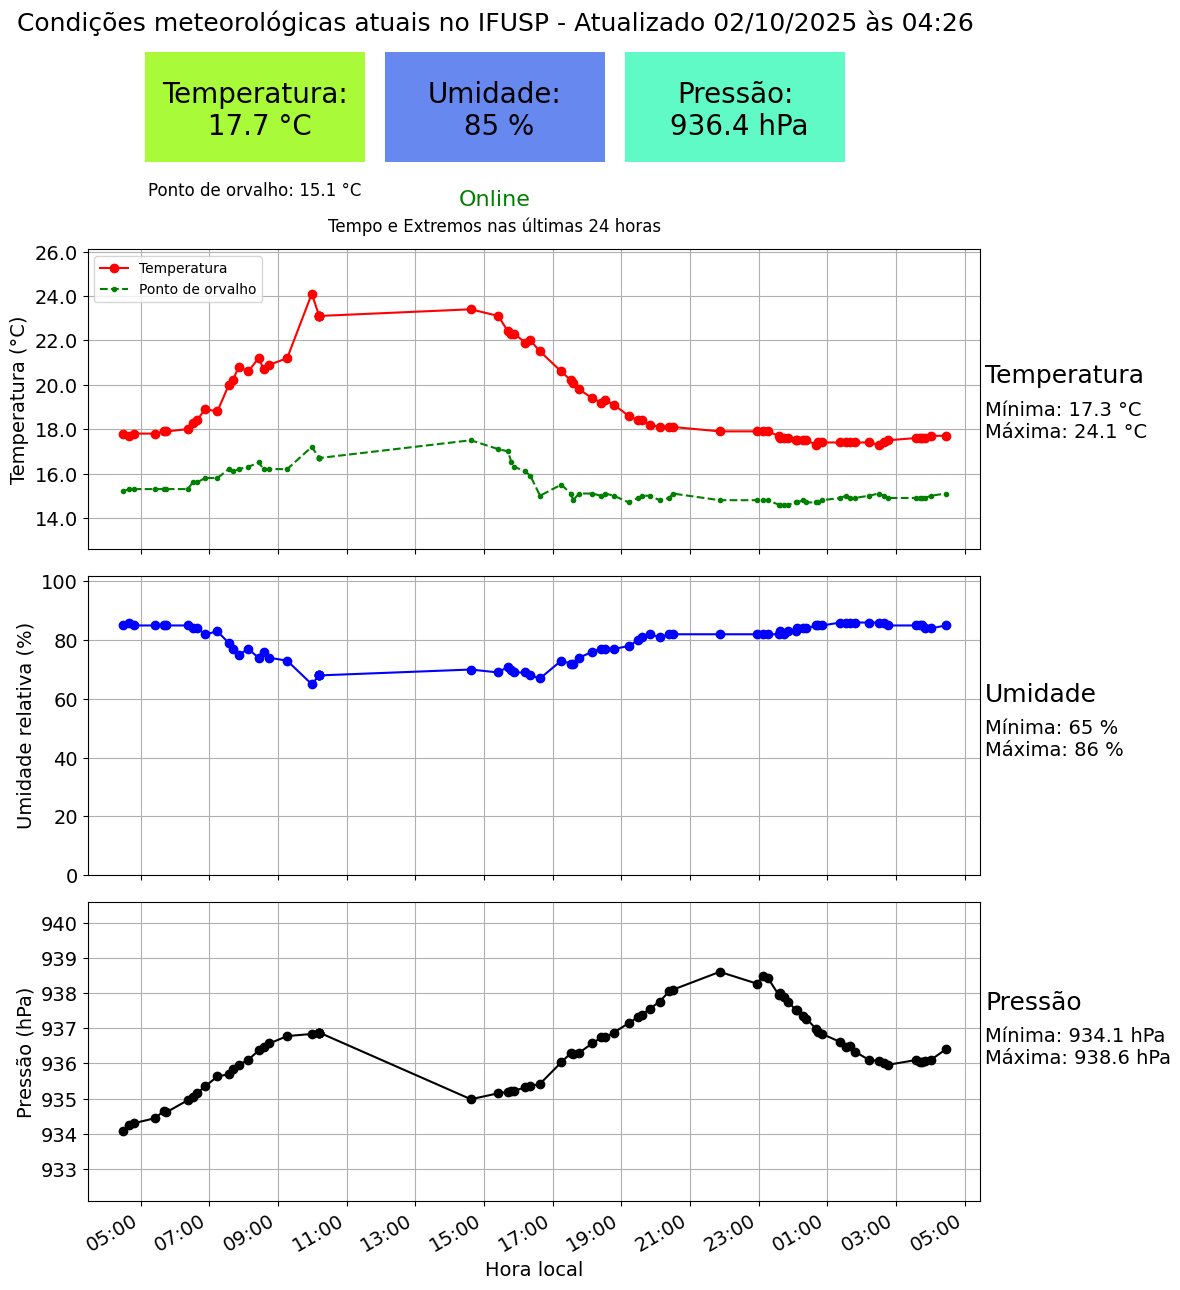 Condições meteorológicas atuais no IFUSP - Atualizado 02/10/2025 às 04:26
Temperatura:
17.7 °C
Umidade:
85 %
Pressão:
936.4 hPa
Ponto de orvalho: 15.1 °C
Online
Tempo e Extremos nas últimas 24 horas
Temperatura (°C)
26.0
24.0
22.0
20.0
18.0
16.0
14.0
Temperatura
Ponto de orvalho
Temperatura
Mínima: 17.3 °C
Máxima: 24.1 °C
Umidade relativa (%)
100
80
60
40
20
0
Umidade
Mínima: 65 %
Máxima: 86 %
Pressão (hPa)
940
939
938
937
936
935
934
933
Pressão
Mínima: 934.1 hPa
Máxima: 938.6 hPa
05:00 07:00 09:00 11:00 13:00 15:00 17:00 19:00 21:00 23:00 01:00 03:00 05:00
Hora local